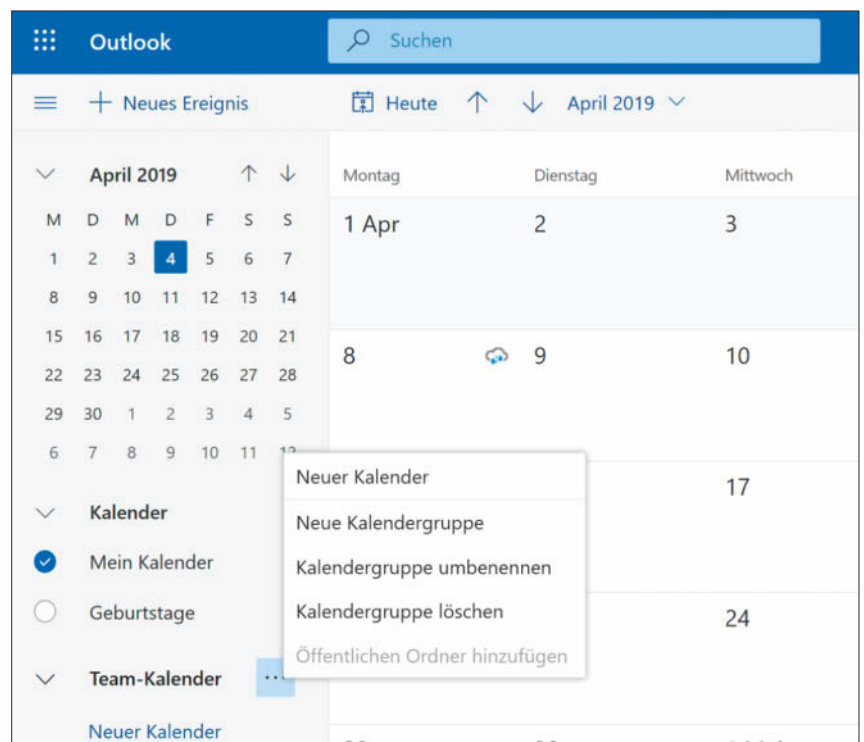 Outlook
Suchen
Neues Ereignis
Heute
April 2019
April 2019
M D M D F S S
1 2 3 4 5 6 7
8 9 10 11 12 13 14
15 16 17 18 19 20 21
22 23 24 25 26 27 28
29 30 1 2 3 4 5
6 7 8 9 10 11 12
Montag Dienstag Mittwoch
1 Apr 2 3
8 9 10
17
24
Kalender
Mein Kalender
Geburtstage
Team-Kalender ...
Neuer Kalender
Neuer Kalender
Neue Kalendergruppe
Kalendergruppe umbenennen
Kalendergruppe löschen
Öffentlichen Ordner hinzufügen